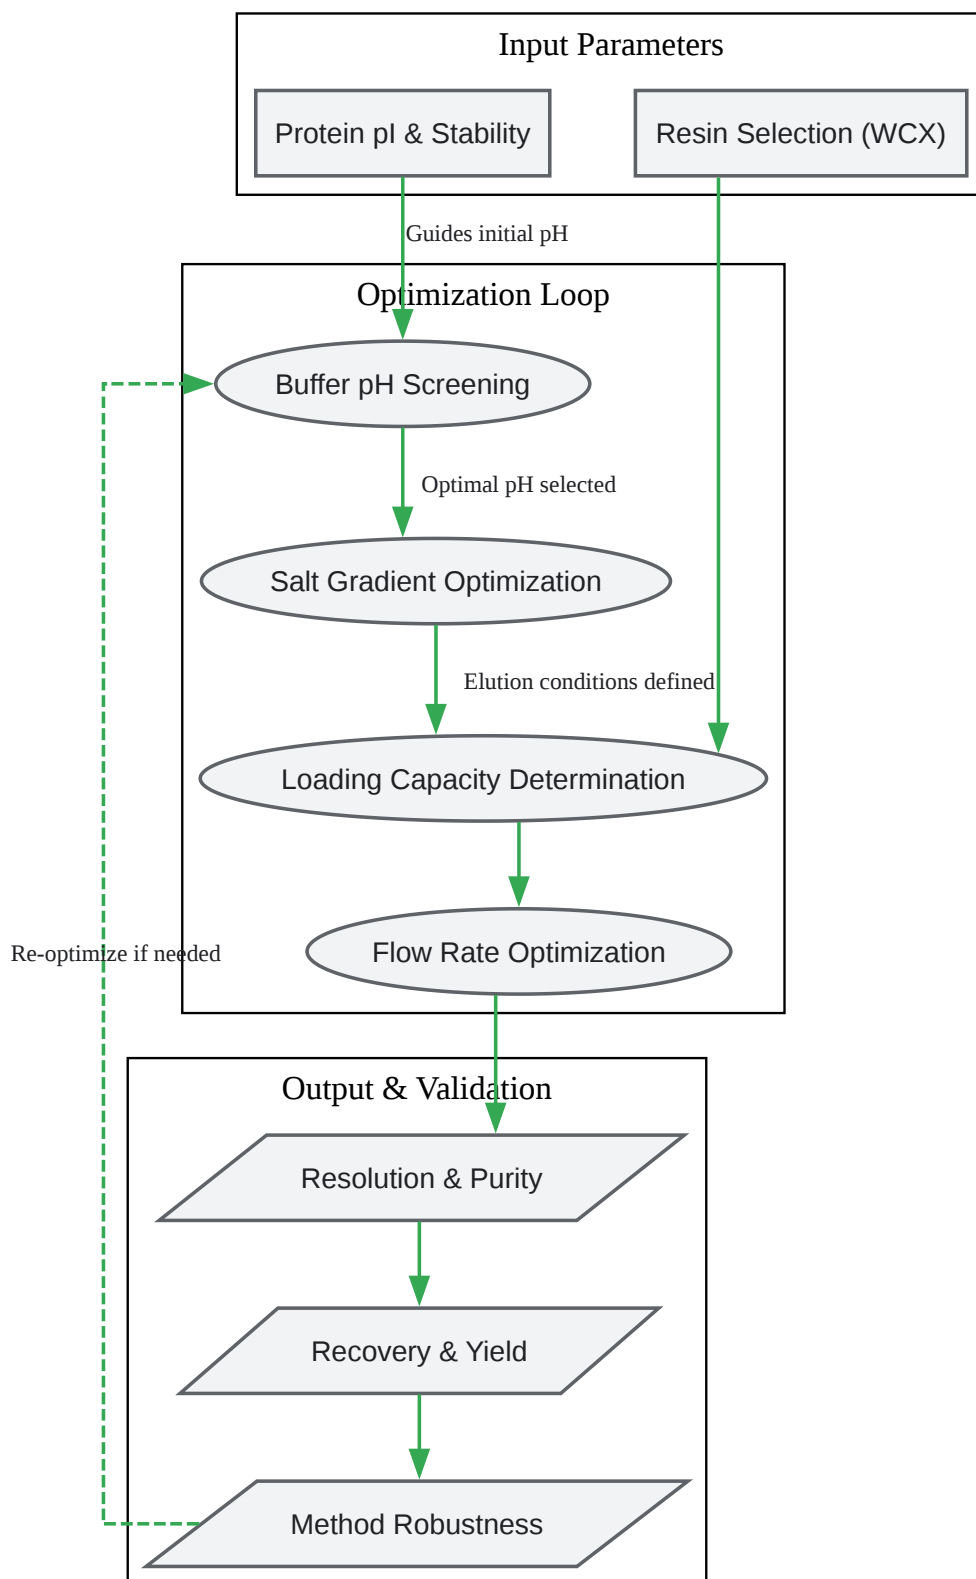 Input Parameters
Protein pI & Stability
Resin Selection (WCX)
Guides initial pH
Optimization Loop
Buffer pH Screening
Optimal pH selected
Salt Gradient Optimization
Elution conditions defined
Loading Capacity Determination
Flow Rate Optimization
Re-optimize if needed
Output & Validation
Resolution & Purity
Recovery & Yield
Method Robustness